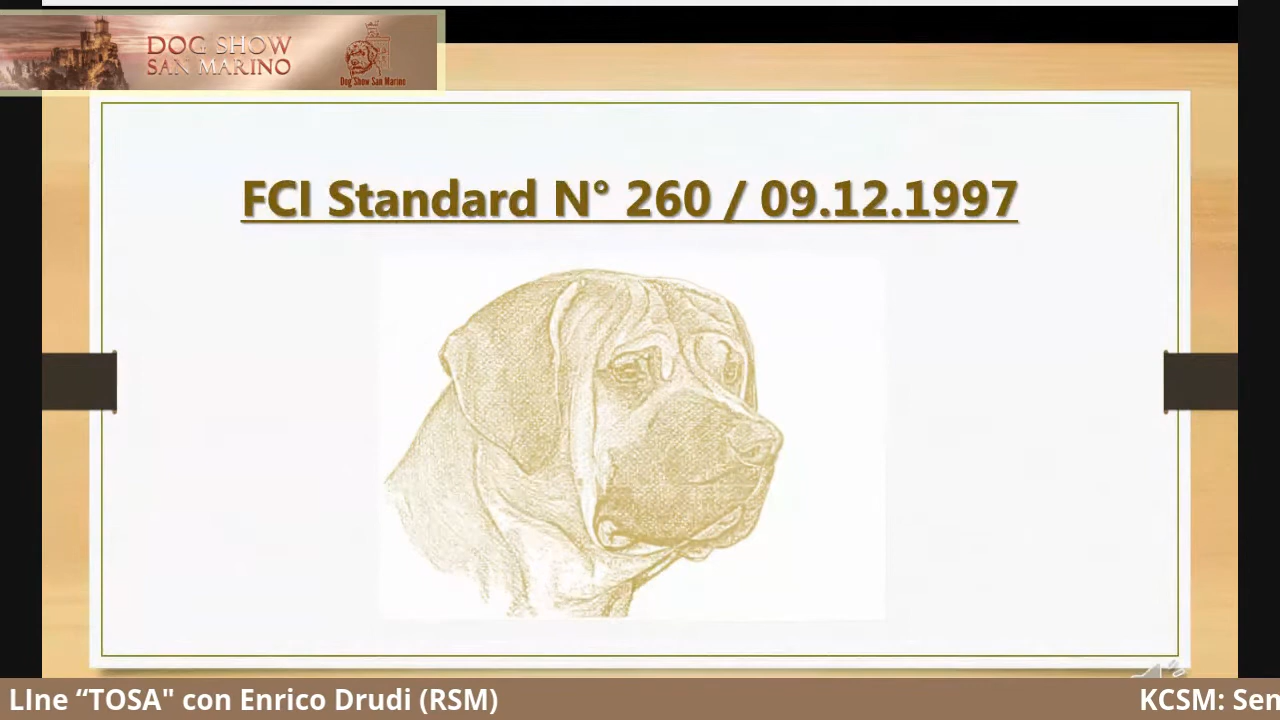 DOG SHOW
SAN MARINO
Dog Show San Marino
FCI Standard N° 260 / 09.12.1997
LIne “TOSA" con Enrico Drudi (RSM)
KCSM: Sen